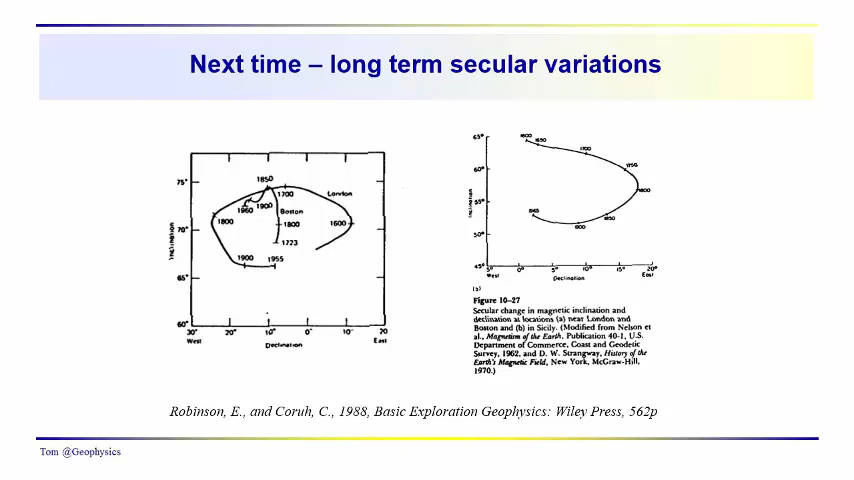 Next time – long term secular variations
75°
70°
65°
60°
Inclination
1850
1700
London
1960
1900
Boston
1800
1800
1600
1723
1900
1955
30°
20°
10°
0°
10°
20
West
Declination
East
65°
60°
55°
50°
45°
Inclination
1600
1650
1700
1750
1800
1850
1900
1965
5°
0°
5°
10°
15°
20°
West
Declination
East
Figure 10–27
Secular change in magnetic inclination and
declination at locations (a) near London and
Boston and (b) in Sicily. (Modified from Nelson et
al., Magnetism of the Earth, Publication 40-1, U.S.
Department of Commerce, Coast and Geodetic
Survey, 1962, and D. W. Strangway, History of the
Earth's Magnetic Field, New York, McGraw-Hill,
1970.)
Robinson, E., and Coruh, C., 1988, Basic Exploration Geophysics: Wiley Press, 562p
Tom @Geophysics